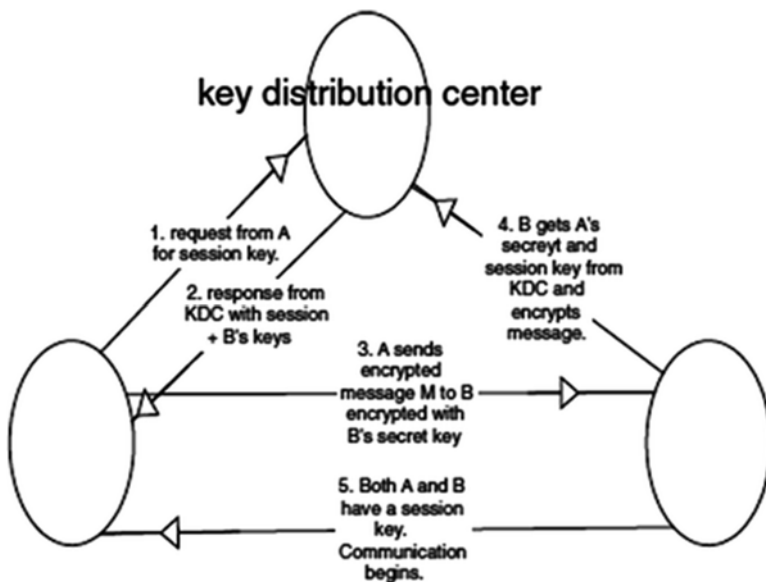 key distribution center
1. request from A
for session key.
2. response from
KDC with session
+ B's keys
3. A sends
encrypted
message M to B
encrypted with
B's secret key
4. B gets A's
secreyt and
session key from
KDC and
encrypts
message.
5. Both A and B
have a session
key.
Communication
begins.